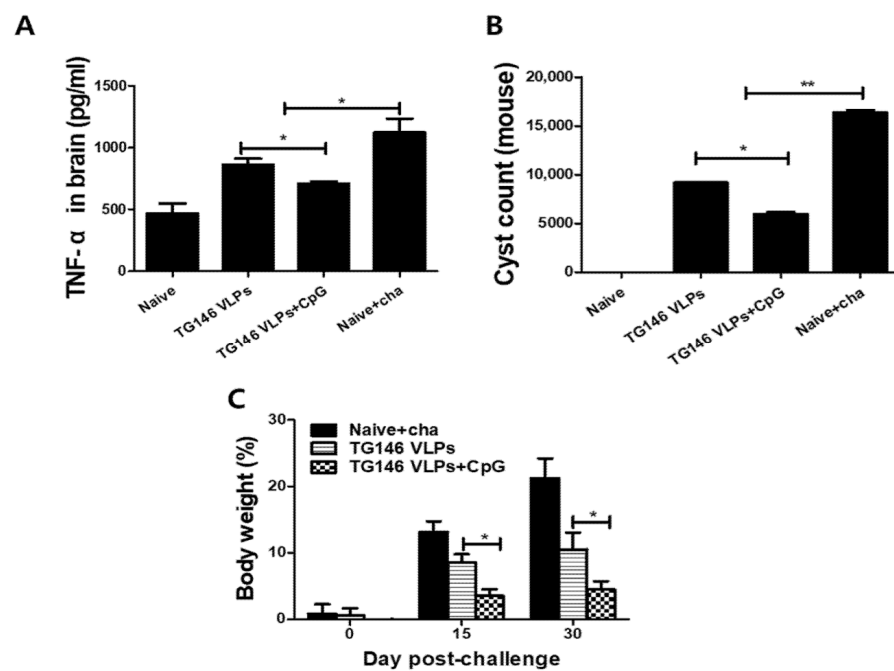 A
TNF- α in brain (pg/ml)
1500
1000
500
0
*
*
Naive
TG146 VLPs
TG146 VLPs+CpG
Naive+cha
B
Cyst count (mouse)
20,000
15,000
10,000
5000
0
**
*
Naive
TG146 VLPs
TG146 VLPs+CpG
Naive+cha
C
Body weight (%)
30
20
10
0
Naive+cha
TG146 VLPs
TG146 VLPs+CpG
*
*
0
15
30
Day post-challenge